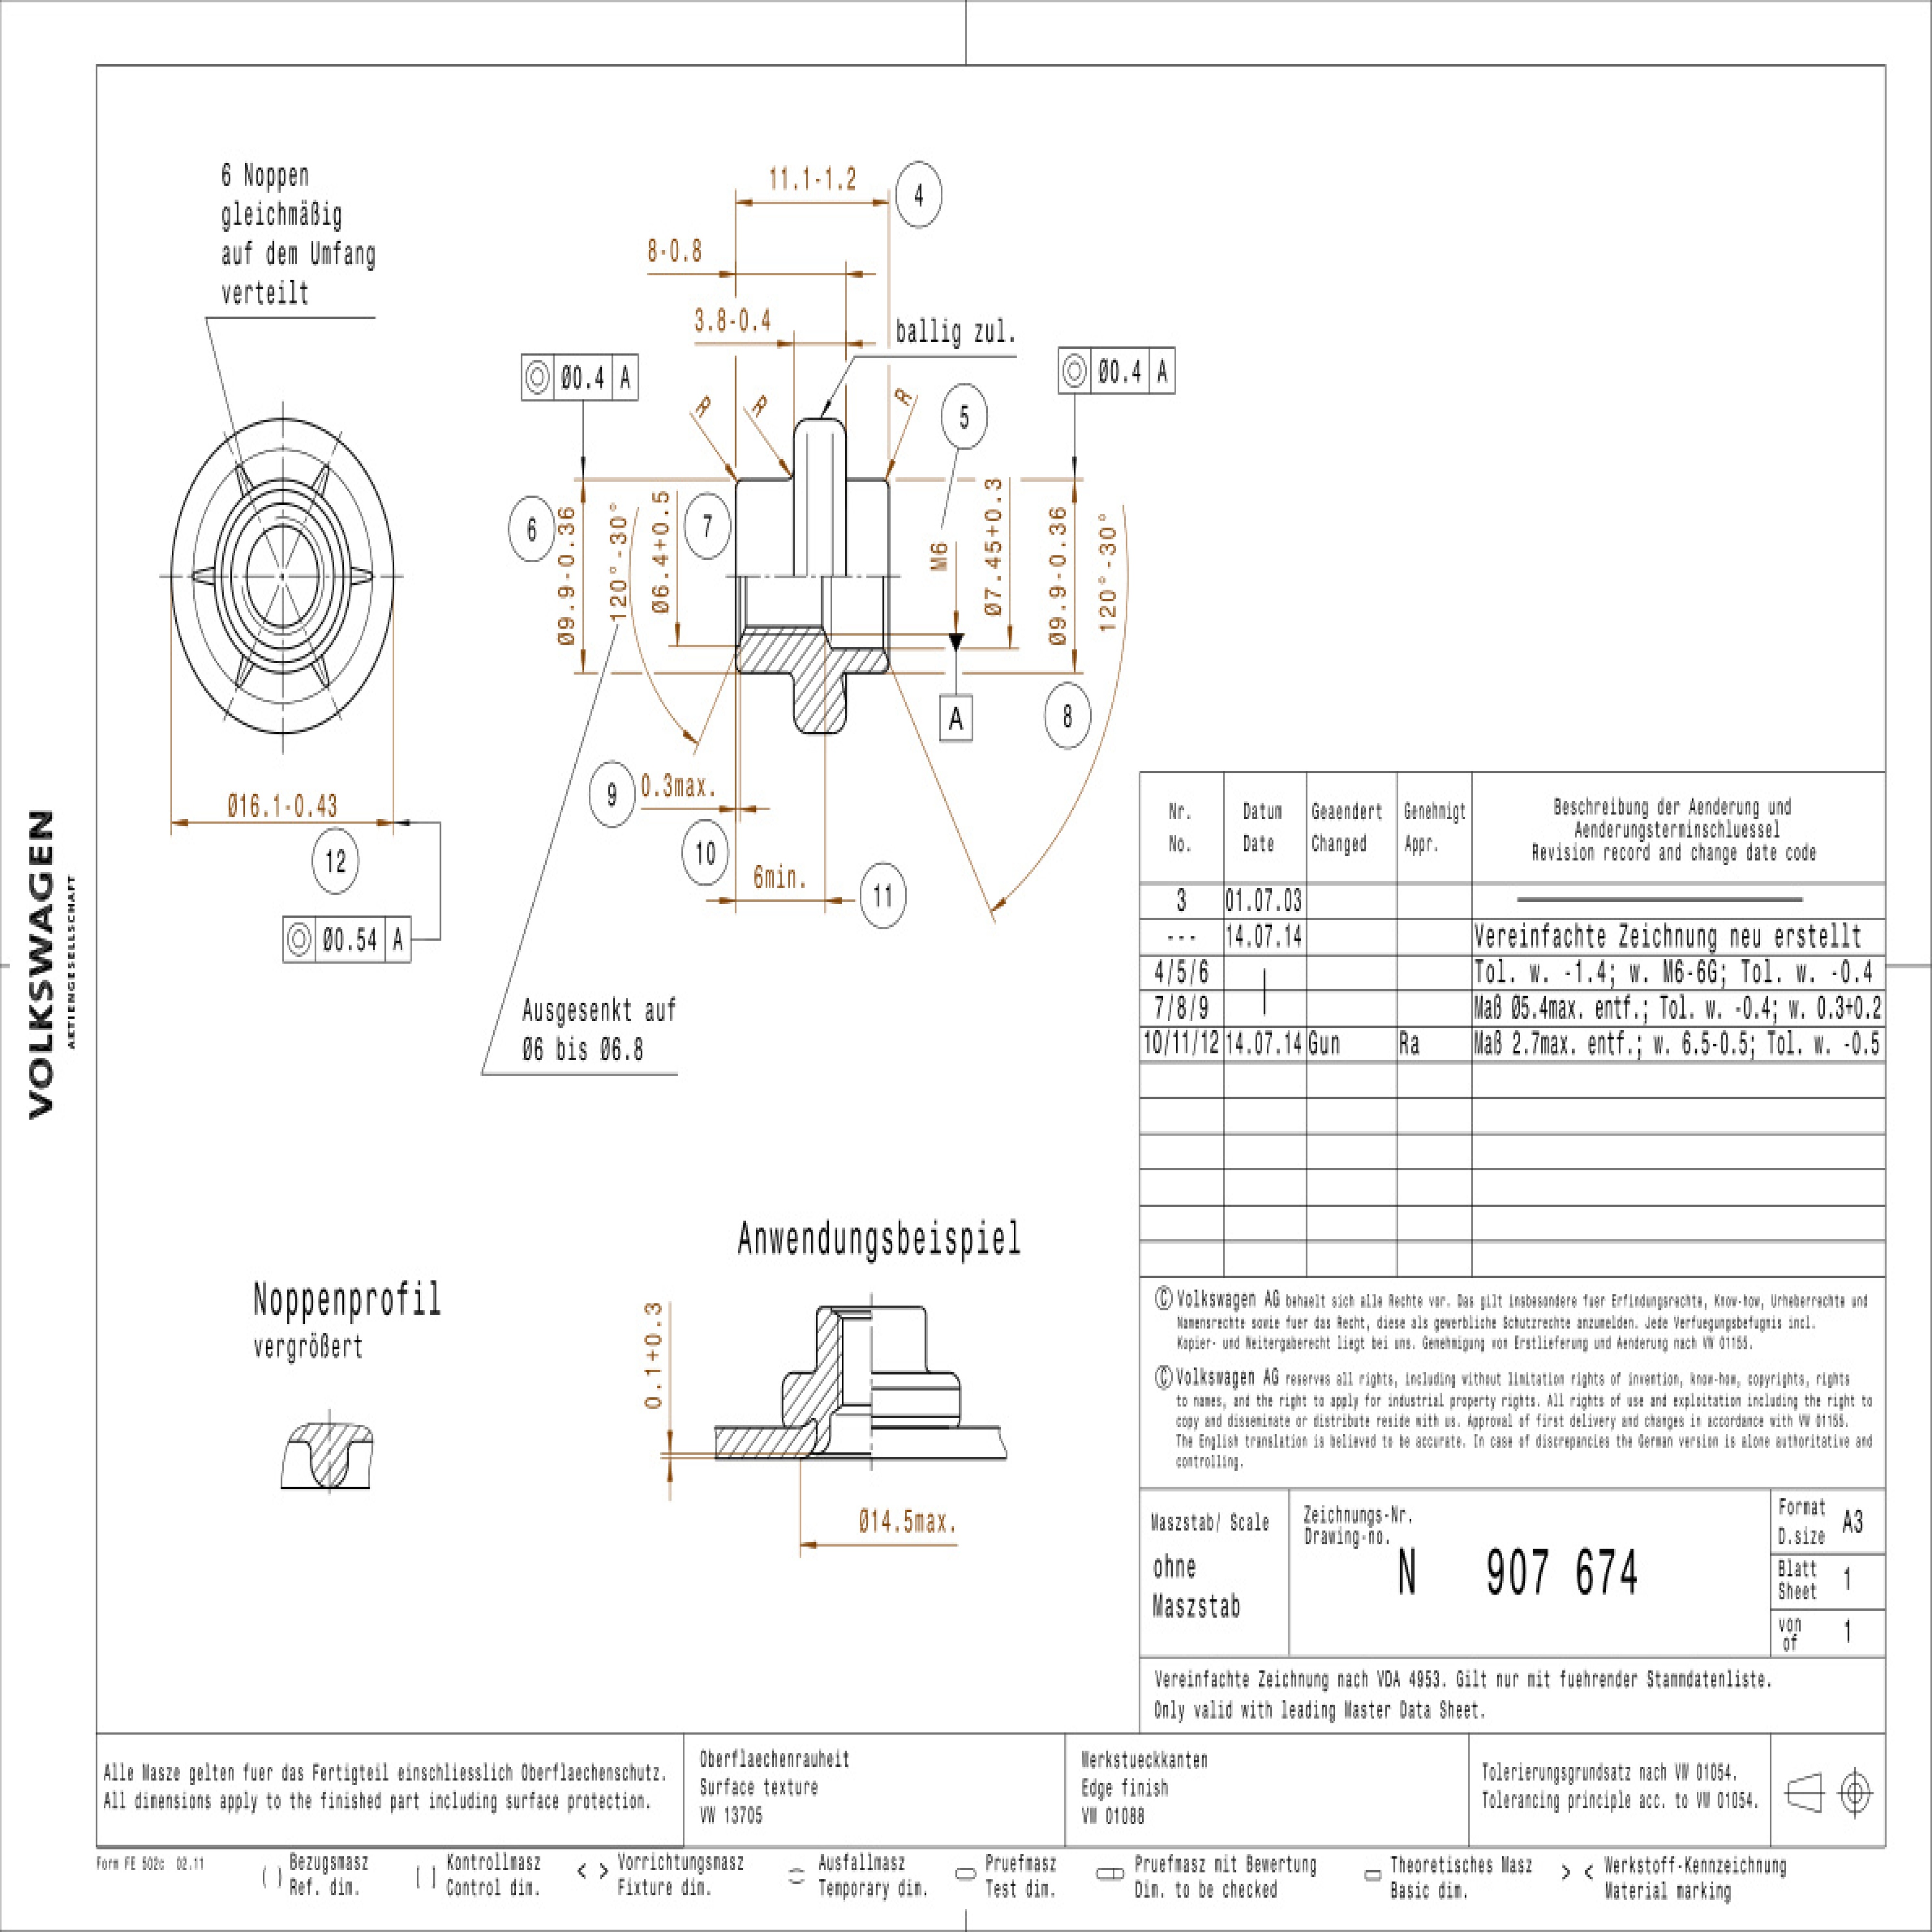 6 Noppen
gleichmäßig
auf dem Umfang
verteilt
11.1-1.2
4
8-0.8
3.8-0.4
ballig zul.
Ø0.4 A
Ø0.4 A
R
R
R
5
6
Ø9.9-0.36
120°-30°
Ø6.4+0.5
7
M6
Ø7.45+0.3
Ø9.9-0.36
120°-30°
A
8
9
0.3max.
10
6min.
11
Ø16.1-0.43
12
Ø0.54 A
Ausgesenkt auf
Ø6 bis Ø6.8
VOLKSWAGEN
AKTIENGESELLSCHAFT
Noppenprofil
vergrößert
Anwendungsbeispiel
0.1+0.3
Ø14.5max.
Nr. Datum Geaendert Genehmigt Beschreibung der Aenderung und
Aenderungsterminschluessel
No. Date Changed Appr. Revision record and change date code
3 01.07.03
--- 14.07.14 Vereinfachte Zeichnung neu erstellt
4/5/6 Tol. w. -1.4; w. M6-6G; Tol. w. -0.4
7/8/9 Maß Ø5.4max. entf.; Tol. w. -0.4; w. 0.3+0.2
10/11/12 14.07.14 Gun Ra Maß 2.7max. entf.; w. 6.5-0.5; Tol. w. -0.5
© Volkswagen AG behaelt sich alle Rechte vor. Das gilt insbesondere fuer Erfindungsrechte, Know-how, Urheberrechte und
Namensrechte sowie fuer das Recht, diese als gewerbliche Schutzrechte anzumelden. Jede Verfuegungsbefugnis incl.
Kopier- und Weitergaberecht liegt bei uns. Genehmigung von Erstlieferung und Aenderung nach VW 01155.
© Volkswagen AG reserves all rights, including without limitation rights of invention, know-how, copyrights, rights
to names, and the right to apply for industrial property rights. All rights of use and exploitation including the right to
copy and disseminate or distribute reside with us. Approval of first delivery and changes in accordance with VW 01155.
The English translation is believed to be accurate. In case of discrepancies the German version is alone authoritative and
controlling.
Maszstab/ Scale
ohne
Maszstab
Zeichnungs-Nr.
Drawing-no.
N 907 674
Format
D.size A3
Blatt
Sheet 1
von
of 1
Vereinfachte Zeichnung nach VDA 4953. Gilt nur mit fuehrender Stammdatenliste.
Only valid with leading Master Data Sheet.
Alle Masze gelten fuer das Fertigteil einschliesslich Oberflaechenschutz.
All dimensions apply to the finished part including surface protection.
Oberflaechenrauheit
Surface texture
VW 13705
Werkstueckkanten
Edge finish
VW 01088
Tolerierungsgrundsatz nach VW 01054.
Tolerancing principle acc. to VW 01054.
Form FE 502c 02.11
( ) Bezugsmasz
Ref. dim.
[ ] Kontrollmasz
Control dim.
< > Vorrichtungsmasz
Fixture dim.
Ausfallmasz
Temporary dim.
Pruefmasz
Test dim.
Pruefmasz mit Bewertung
Dim. to be checked
Theoretisches Masz
Basic dim.
> < Werkstoff-Kennzeichnung
Material marking